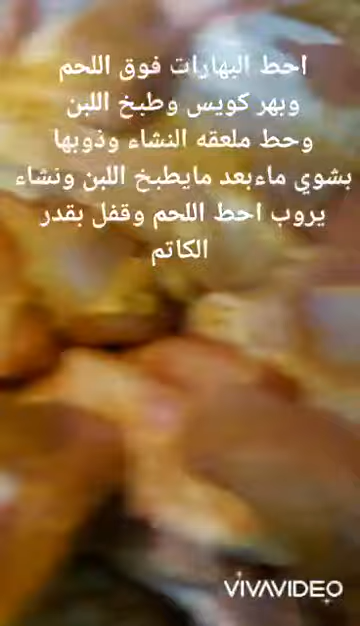 احط البهارات فوق اللحم
وبهر كويس وطبخ اللبن
وحط ملعقه النشاء وذوبها
بشوي ماءبعد مايطبخ اللبن ونشاء
يروب احط اللحم وقفل بقدر
الكاتم
VIVAVIDEO